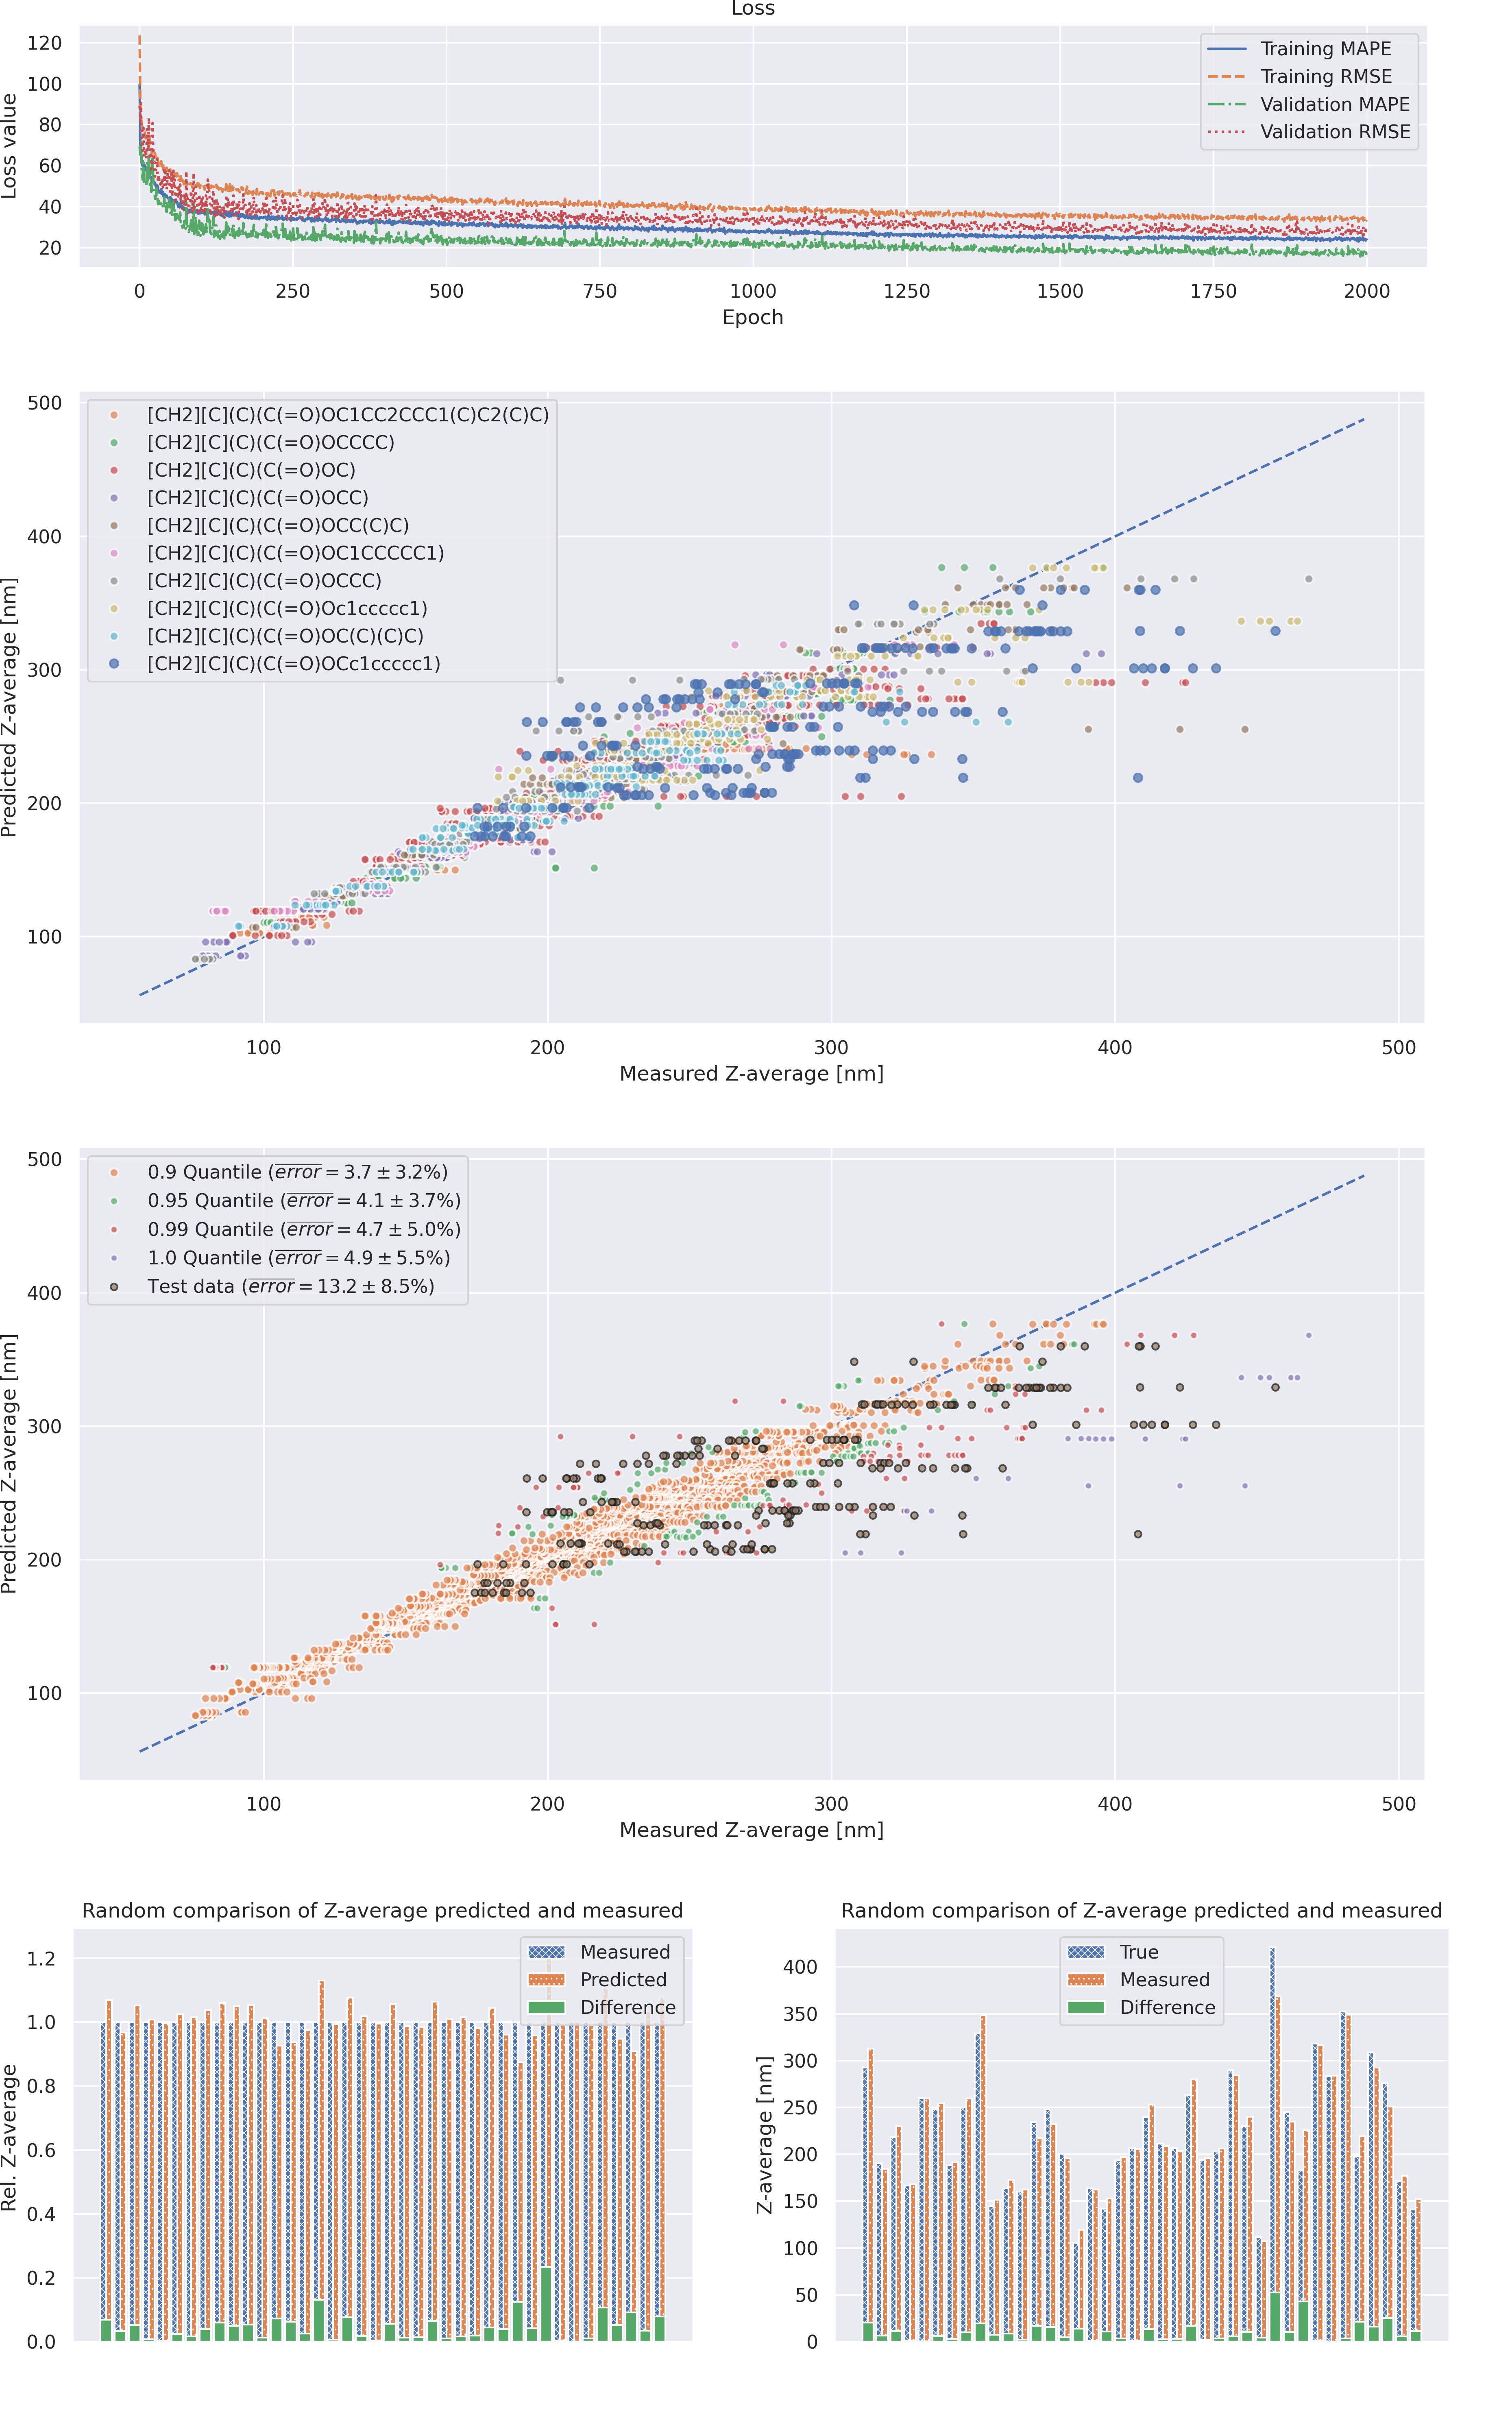 Loss
120
100
80
60
40
20
Loss value
Training MAPE
Training RMSE
Validation MAPE
Validation RMSE
0 250 500 750 1000 1250 1500 1750 2000
Epoch
500
400
300
200
100
Predicted Z-average [nm]
[CH2][C](C)(C(=O)OC1CC2CCC1(C)C2(C)C)
[CH2][C](C)(C(=O)OCCCC)
[CH2][C](C)(C(=O)OC)
[CH2][C](C)(C(=O)OCC)
[CH2][C](C)(C(=O)OCC(C)C)
[CH2][C](C)(C(=O)OC1CCCCC1)
[CH2][C](C)(C(=O)OCCC)
[CH2][C](C)(C(=O)Oc1ccccc1)
[CH2][C](C)(C(=O)OC(C)(C)C)
[CH2][C](C)(C(=O)OCc1ccccc1)
100 200 300 400 500
Measured Z-average [nm]
500
400
300
200
100
Predicted Z-average [nm]
0.9 Quantile (error = 3.7 ± 3.2%)
0.95 Quantile (error = 4.1 ± 3.7%)
0.99 Quantile (error = 4.7 ± 5.0%)
1.0 Quantile (error = 4.9 ± 5.5%)
Test data (error = 13.2 ± 8.5%)
100 200 300 400 500
Measured Z-average [nm]
Random comparison of Z-average predicted and measured
1.2
1.0
0.8
0.6
0.4
0.2
0.0
Rel. Z-average
Measured
Predicted
Difference
Random comparison of Z-average predicted and measured
400
350
300
250
200
150
100
50
0
Z-average [nm]
True
Measured
Difference